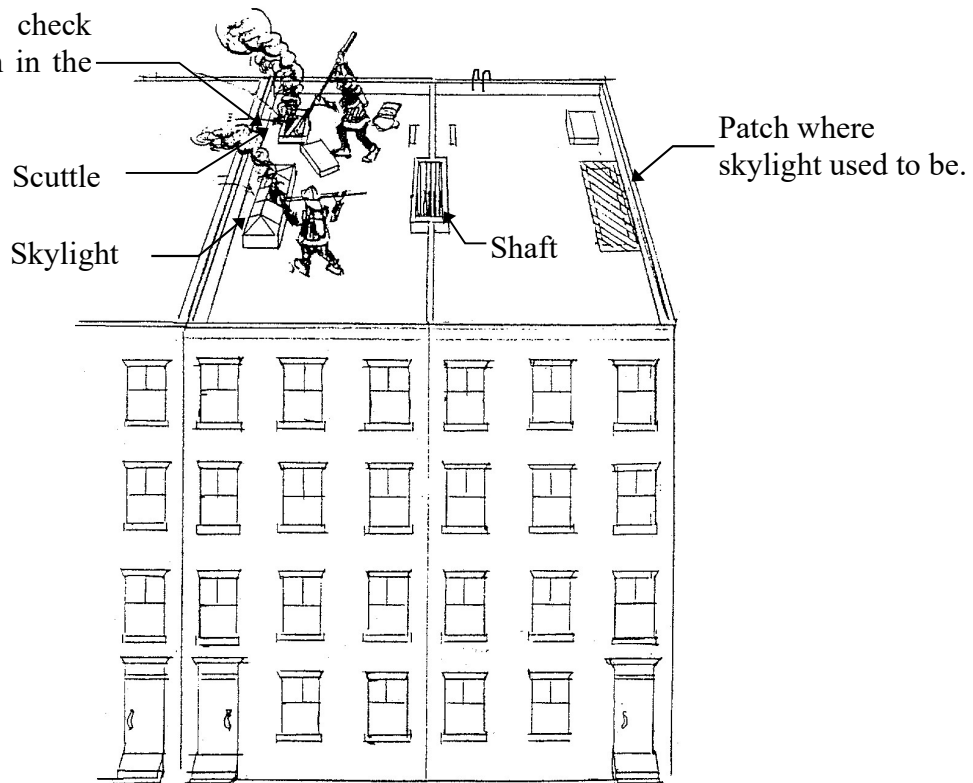 check
in the
Scuttle
Skylight
Shaft
Patch where
skylight used to be.